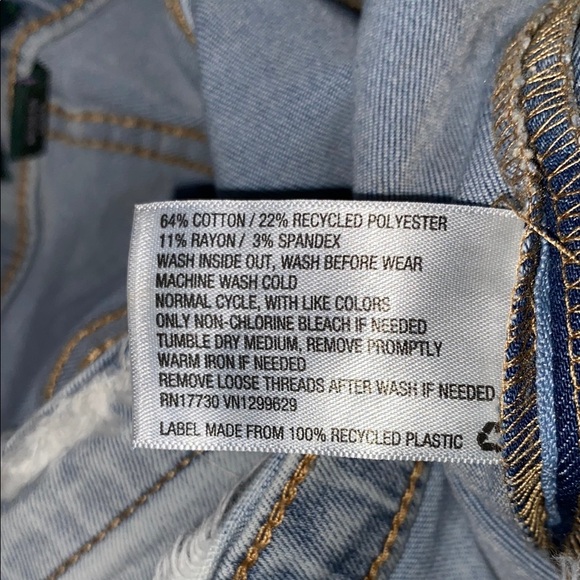 64% COTTON / 22% RECYCLED POLYESTER
11% RAYON / 3% SPANDEX
WASH INSIDE OUT, WASH BEFORE WEAR
MACHINE WASH COLD
NORMAL CYCLE, WITH LIKE COLORS
ONLY NON-CHLORINE BLEACH IF NEEDED
TUMBLE DRY MEDIUM, REMOVE PROMPTLY
WARM IRON IF NEEDED
REMOVE LOOSE THREADS AFTER WASH IF NEEDED
RN17730 VN1299629
LABEL MADE FROM 100% RECYCLED PLASTIC